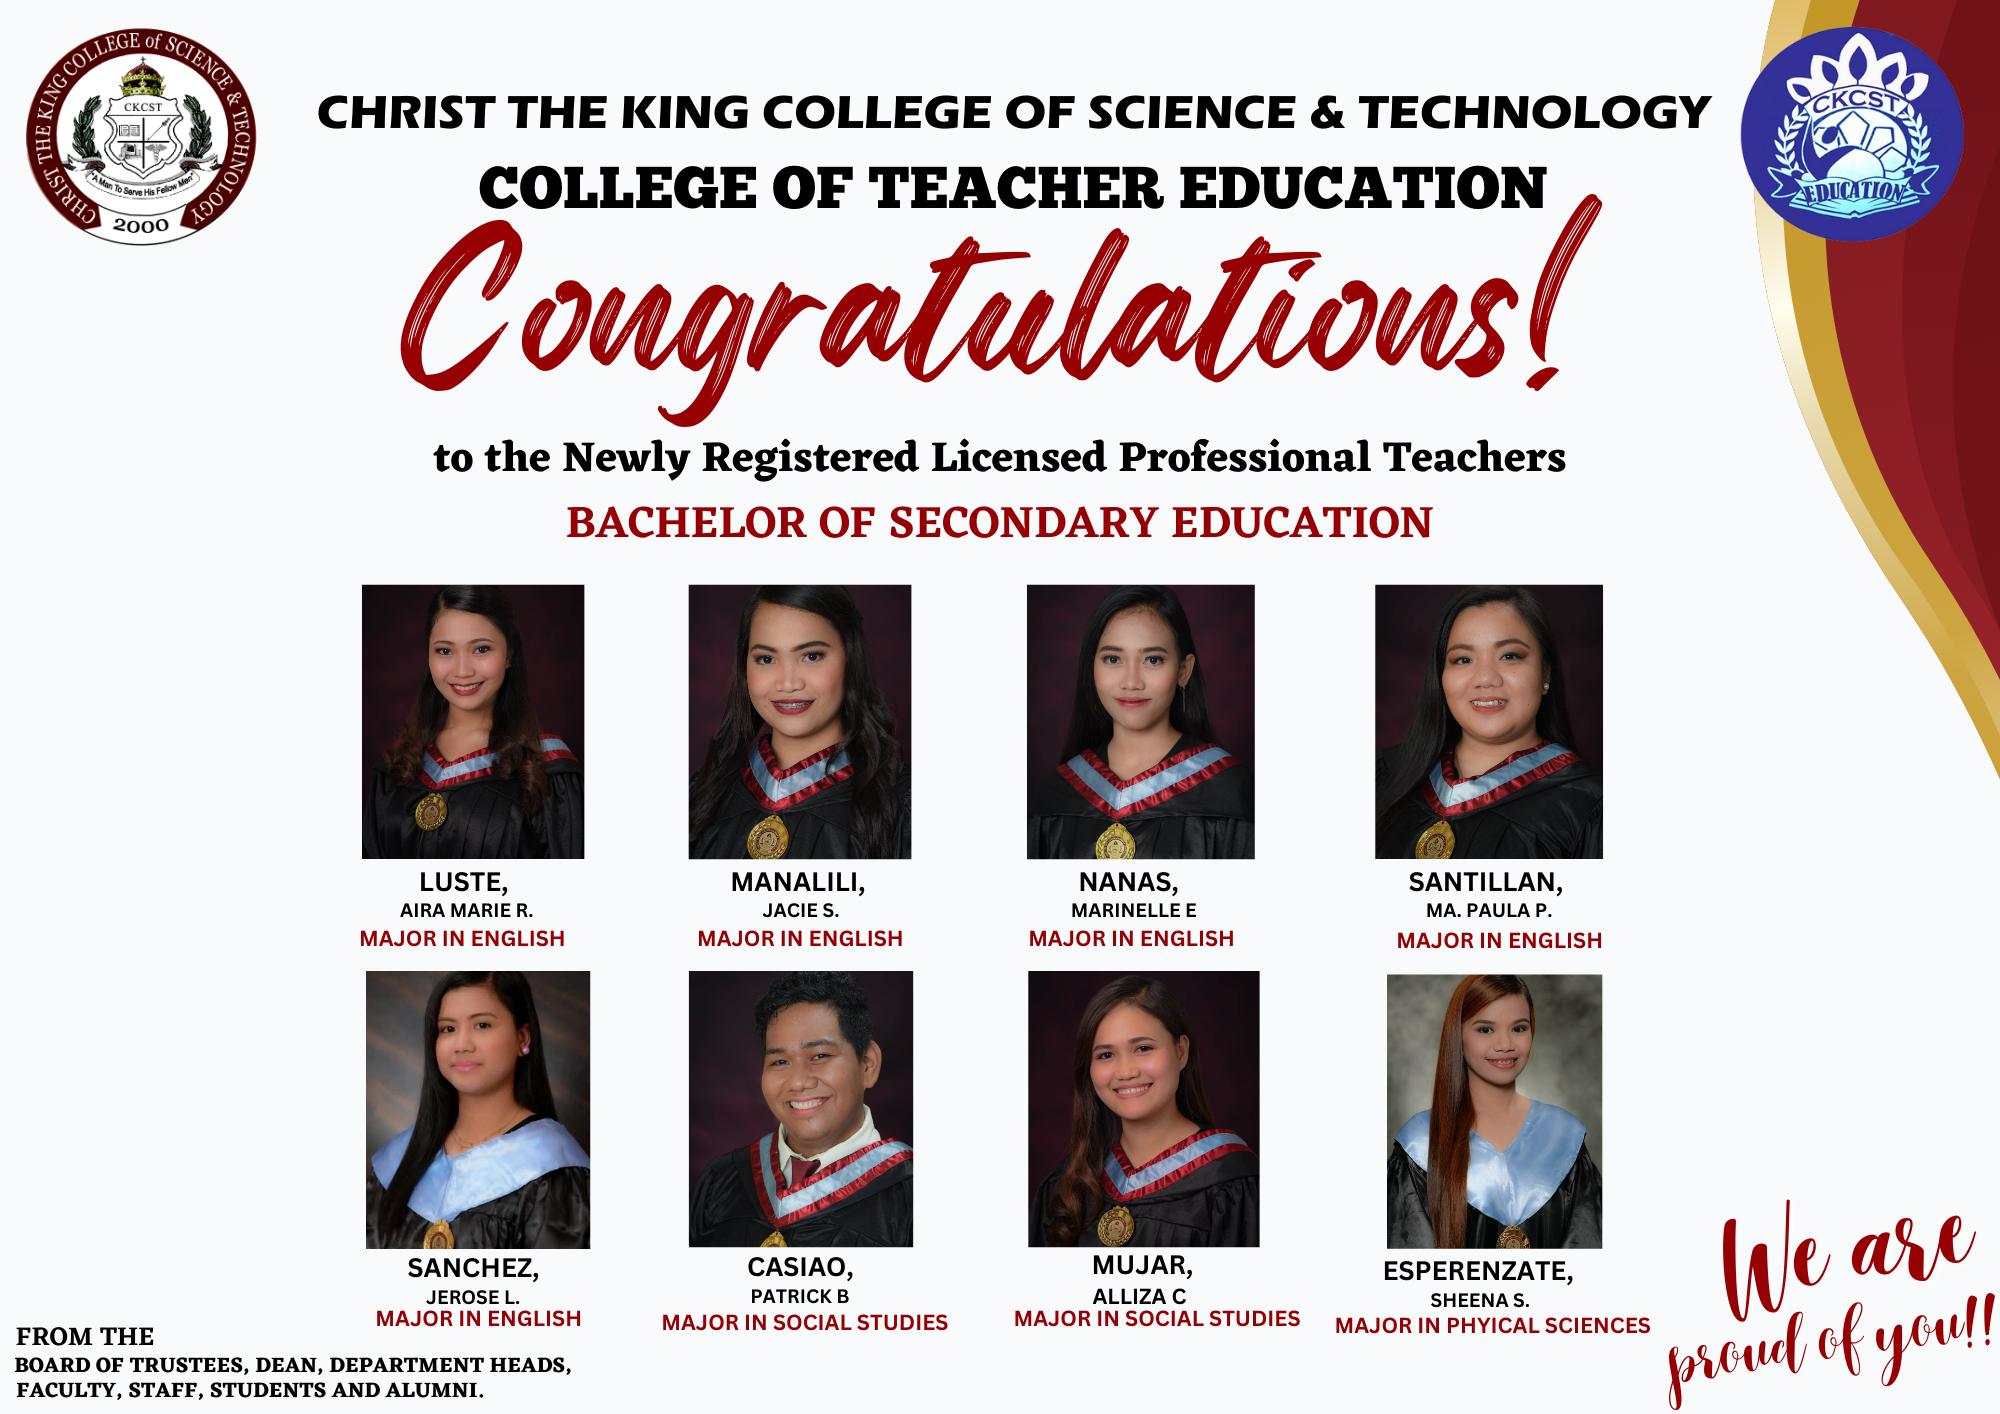 CHRIST THE KING COLLEGE of SCIENCE & TECHNOLOGY
CKCST
"A Man To Serve His Fellow Men"
2000
CHRIST THE KING COLLEGE OF SCIENCE & TECHNOLOGY
COLLEGE OF TEACHER EDUCATION
CKCST
EDUCATION
Congratulations!
to the Newly Registered Licensed Professional Teachers
BACHELOR OF SECONDARY EDUCATION
LUSTE,
AIRA MARIE R.
MAJOR IN ENGLISH
MANALILI,
JACIE S.
MAJOR IN ENGLISH
NANAS,
MARINELLE E
MAJOR IN ENGLISH
SANTILLAN,
MA. PAULA P.
MAJOR IN ENGLISH
SANCHEZ,
JEROSE L.
MAJOR IN ENGLISH
CASIAO,
PATRICK B
MAJOR IN SOCIAL STUDIES
MUJAR,
ALLIZA C
MAJOR IN SOCIAL STUDIES
ESPERENZATE,
SHEENA S.
MAJOR IN PHYICAL SCIENCES
FROM THE
BOARD OF TRUSTEES, DEAN, DEPARTMENT HEADS,
FACULTY, STAFF, STUDENTS AND ALUMNI.
We are
proud of you!!